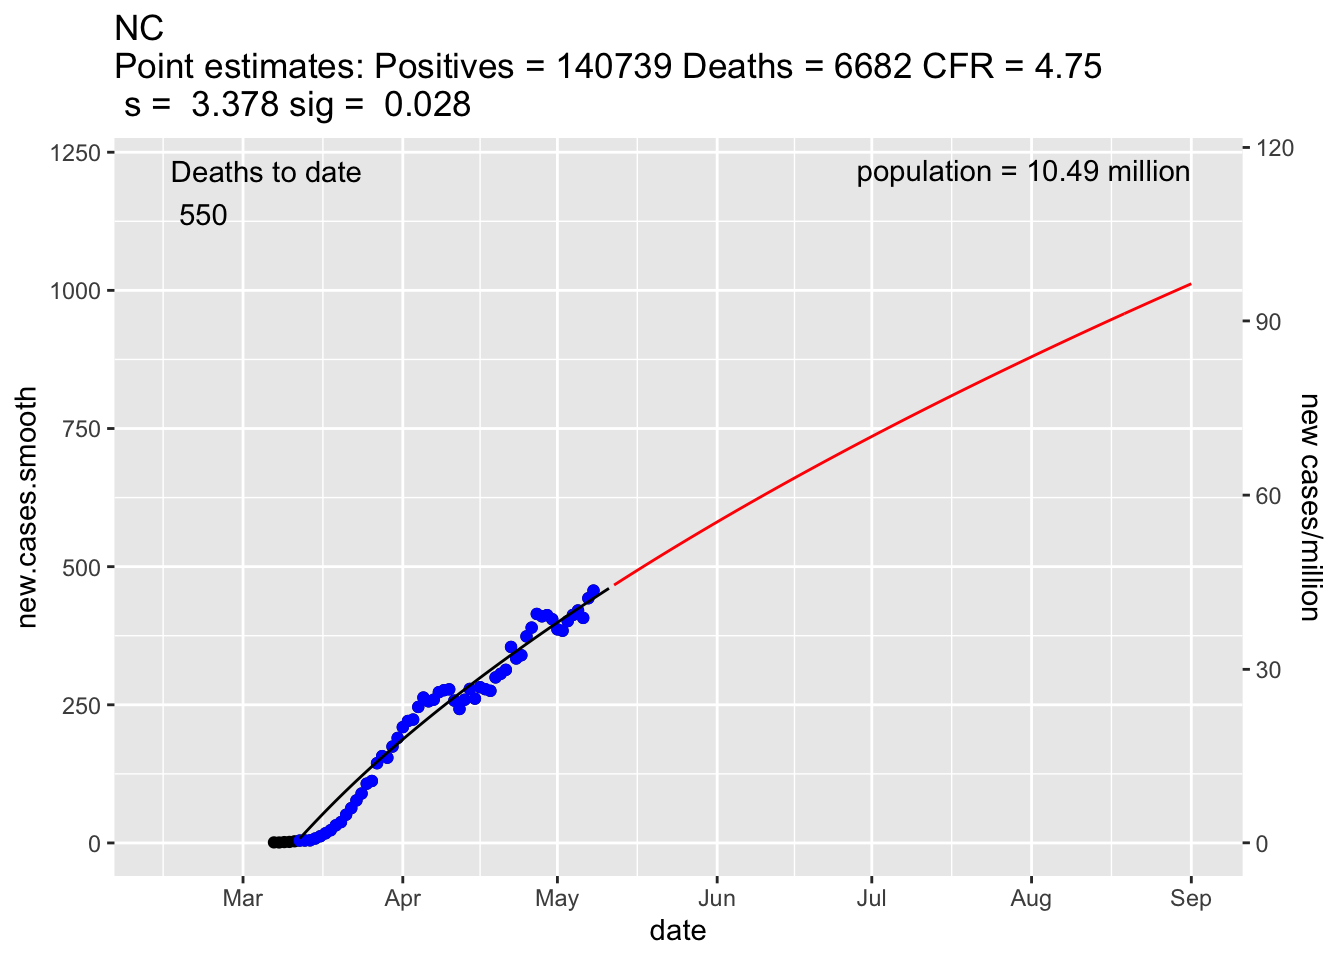 NC
Point estimates: Positives = 140739 Deaths = 6682 CFR = 4.75
s = 3.378 sig = 0.028
Deaths to date
550
population = 10.49 million
1250
1000
750
500
250
0
new.cases.smooth
120
90
60
30
0
new cases/million
Mar Apr May Jun Jul Aug Sep
date